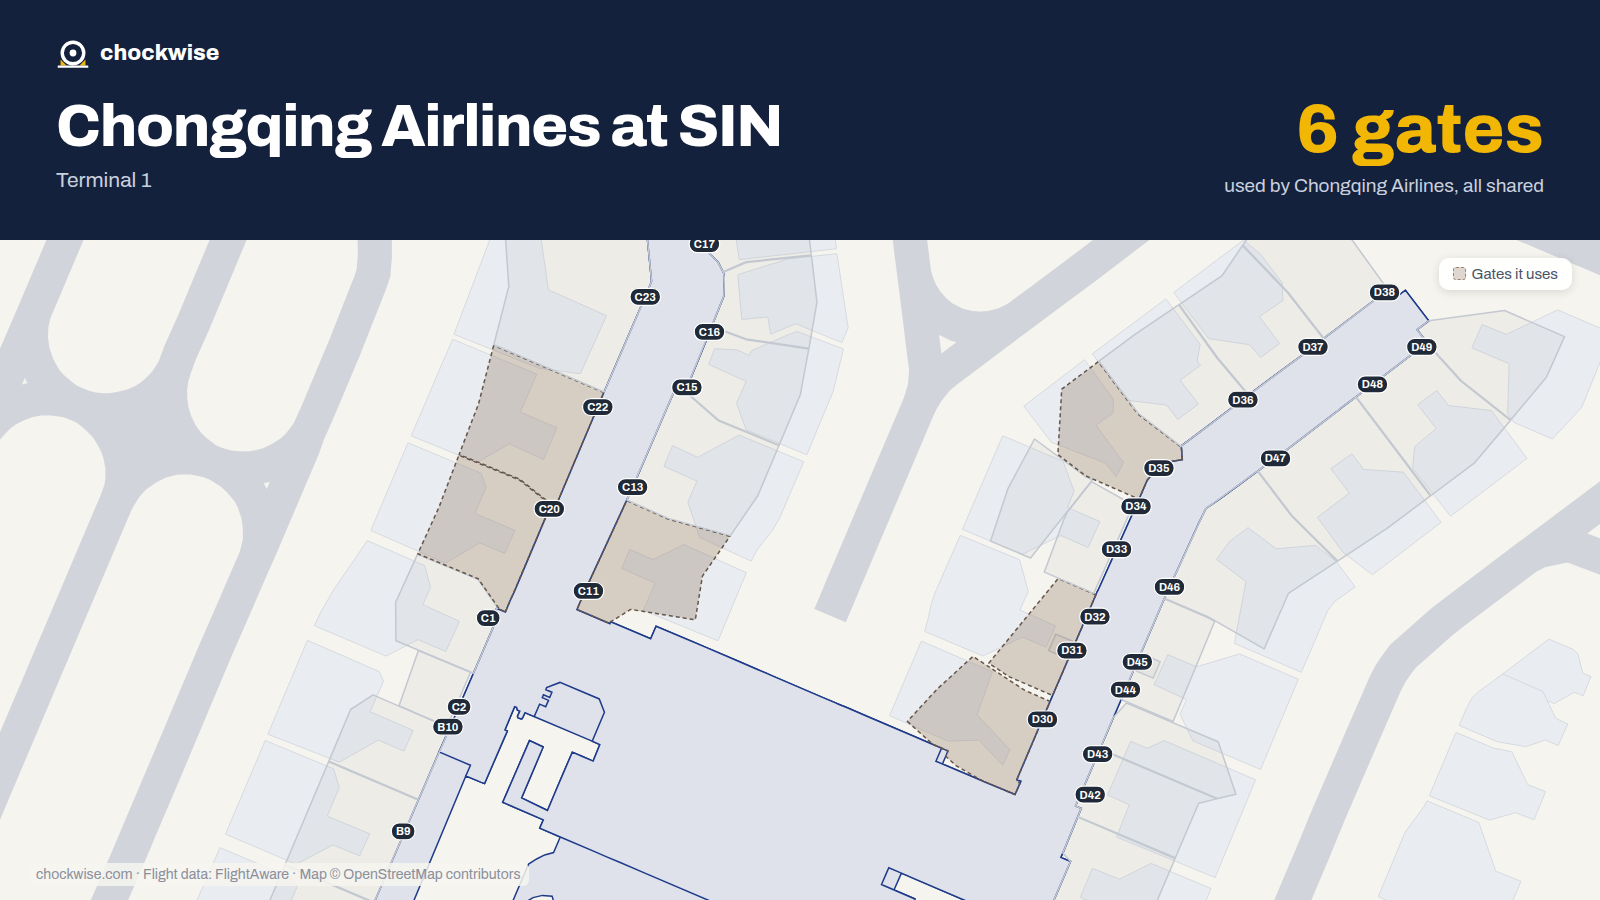 chockwise
Chongqing Airlines at SIN
Terminal 1
6 gates
used by Chongqing Airlines, all shared
Gates it uses
C17
C23
C16
C15
C22
C13
C20
C11
C1
C2
B10
B9
D38
D37
D49
D48
D36
D47
D35
D34
D33
D46
D32
D31
D45
D44
D30
D43
D42
chockwise.com · Flight data: FlightAware · Map © OpenStreetMap contributors